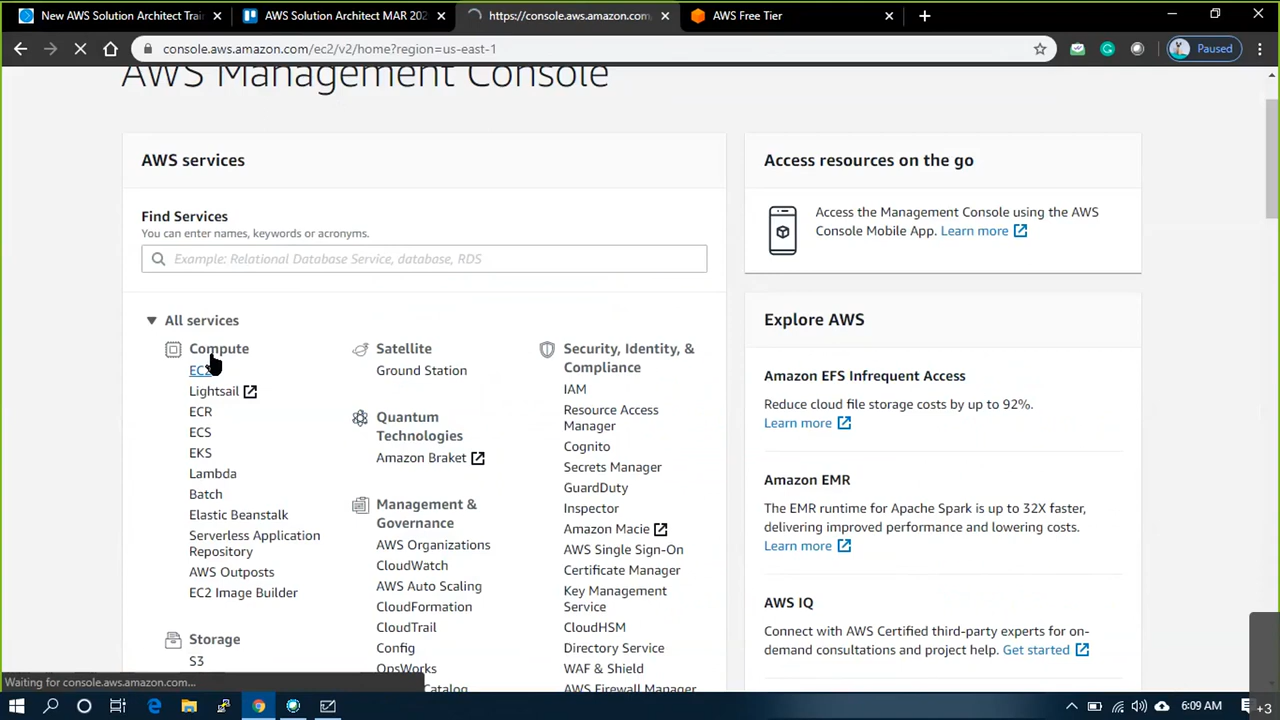 New AWS Solution Architect Trai
AWS Solution Architect MAR 202
https://console.aws.amazon.com
AWS Free Tier
console.aws.amazon.com/ec2/v2/home?region=us-east-1
Paused
AWS Management Console
AWS services
Find Services
You can enter names, keywords or acronyms.
Example: Relational Database Service, database, RDS
All services
Compute
EC2
Lightsail
ECR
ECS
EKS
Lambda
Batch
Elastic Beanstalk
Serverless Application
Repository
AWS Outposts
EC2 Image Builder
Storage
S3
Satellite
Ground Station
Quantum
Technologies
Amazon Braket
Management &
Governance
AWS Organizations
CloudWatch
AWS Auto Scaling
CloudFormation
CloudTrail
Config
OpsWorks
Catalog
Security, Identity, &
Compliance
IAM
Resource Access
Manager
Cognito
Secrets Manager
GuardDuty
Inspector
Amazon Macie
AWS Single Sign-On
Certificate Manager
Key Management
Service
CloudHSM
Directory Service
WAF & Shield
AWS Firewall Manager
Access resources on the go
Access the Management Console using the AWS
Console Mobile App. Learn more
Explore AWS
Amazon EFS Infrequent Access
Reduce cloud file storage costs by up to 92%.
Learn more
Amazon EMR
The EMR runtime for Apache Spark is up to 32X faster,
delivering improved performance and lowering costs.
Learn more
AWS IQ
Connect with AWS Certified third-party experts for on-
demand consultations and project help. Get started
Waiting for console.aws.amazon.com...
6:09 AM
+3